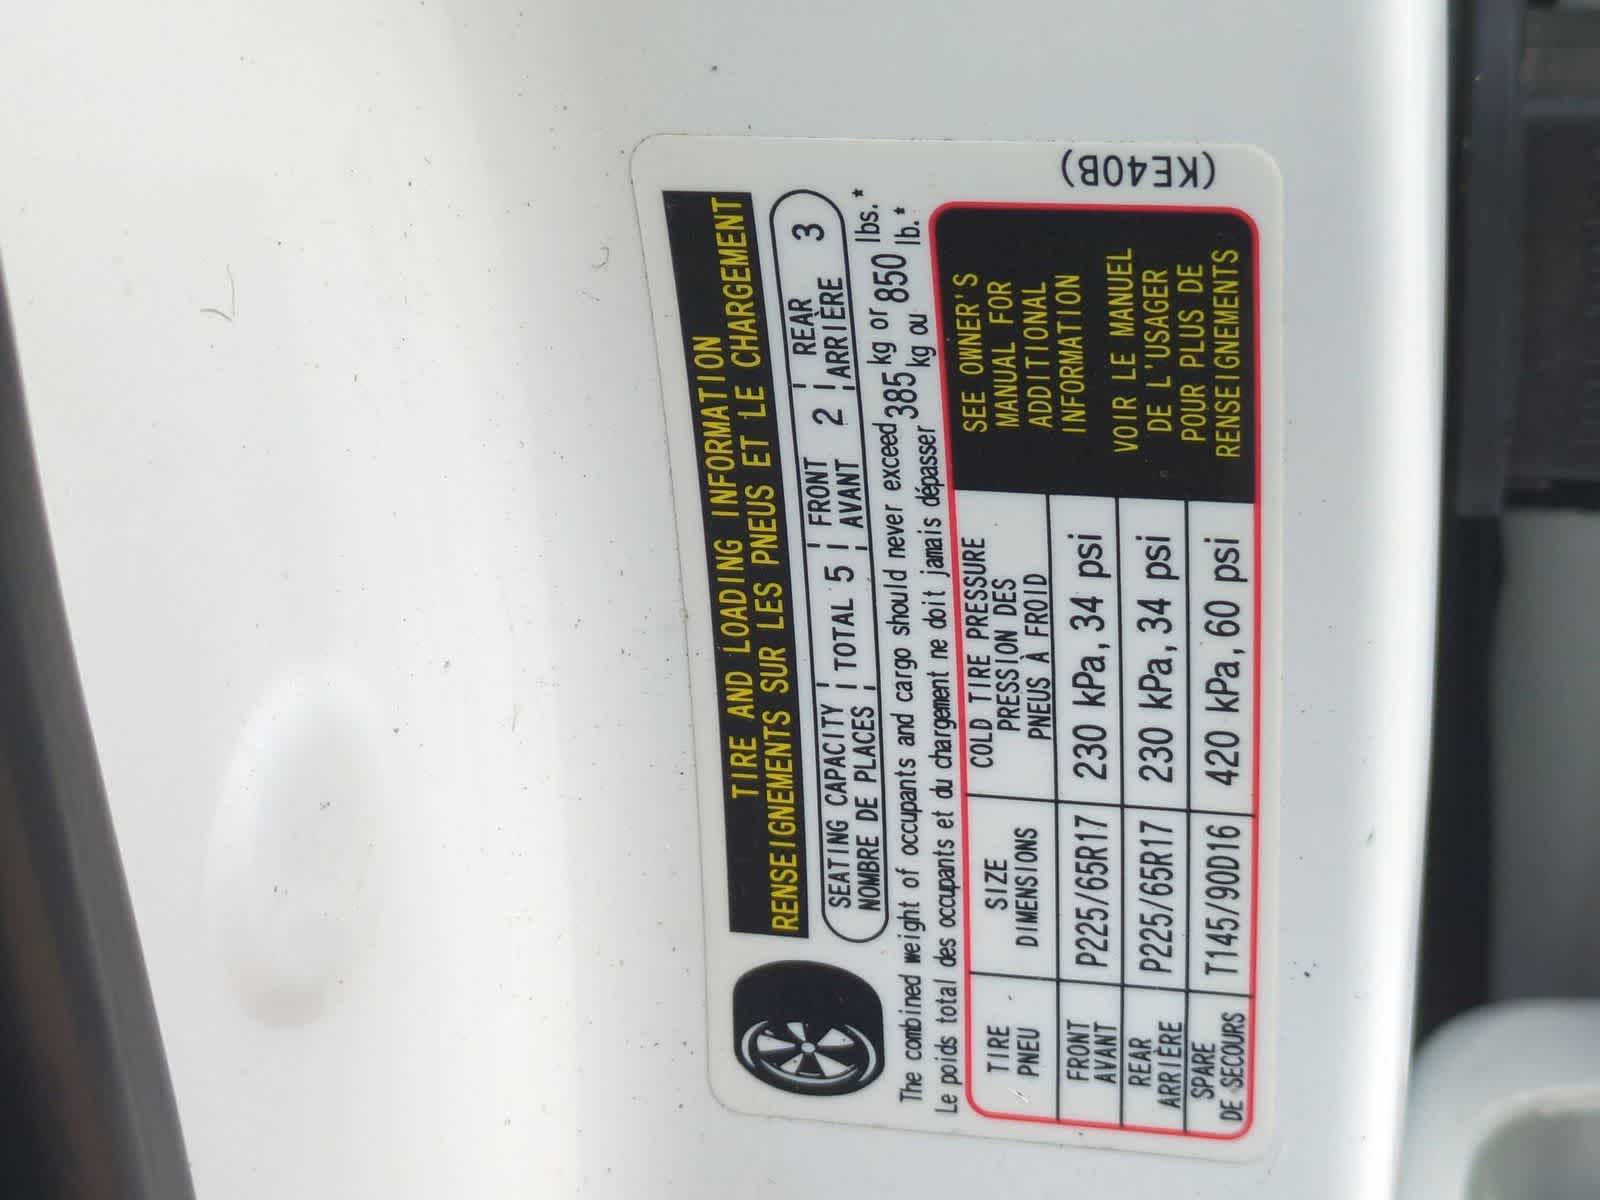 TIRE AND LOADING INFORMATION
RENSEIGNEMENTS SUR LES PNEUS ET LE CHARGEMENT
SEATING CAPACITY TOTAL 5 FRONT 2 REAR 3
NOMBRE DE PLACES AVANT ARRIÈRE
The combined weight of occupants and cargo should never exceed 385 kg or 850 lbs.*
Le poids total des occupants et du chargement ne doit jamais dépasser kg ou lb.*
TIRE SIZE COLD TIRE PRESSURE
PNEU DIMENSIONS PRESSION DES
PNEUS À FROID
FRONT P225/65R17 230 kPa, 34 psi
AVANT
REAR P225/65R17 230 kPa, 34 psi
ARRIÈRE
SPARE T145/90D16 420 kPa, 60 psi
DE SECOURS
SEE OWNER'S
MANUAL FOR
ADDITIONAL
INFORMATION
VOIR LE MANUEL
DE L'USAGER
POUR PLUS DE
RENSEIGNEMENTS
(KE40B)